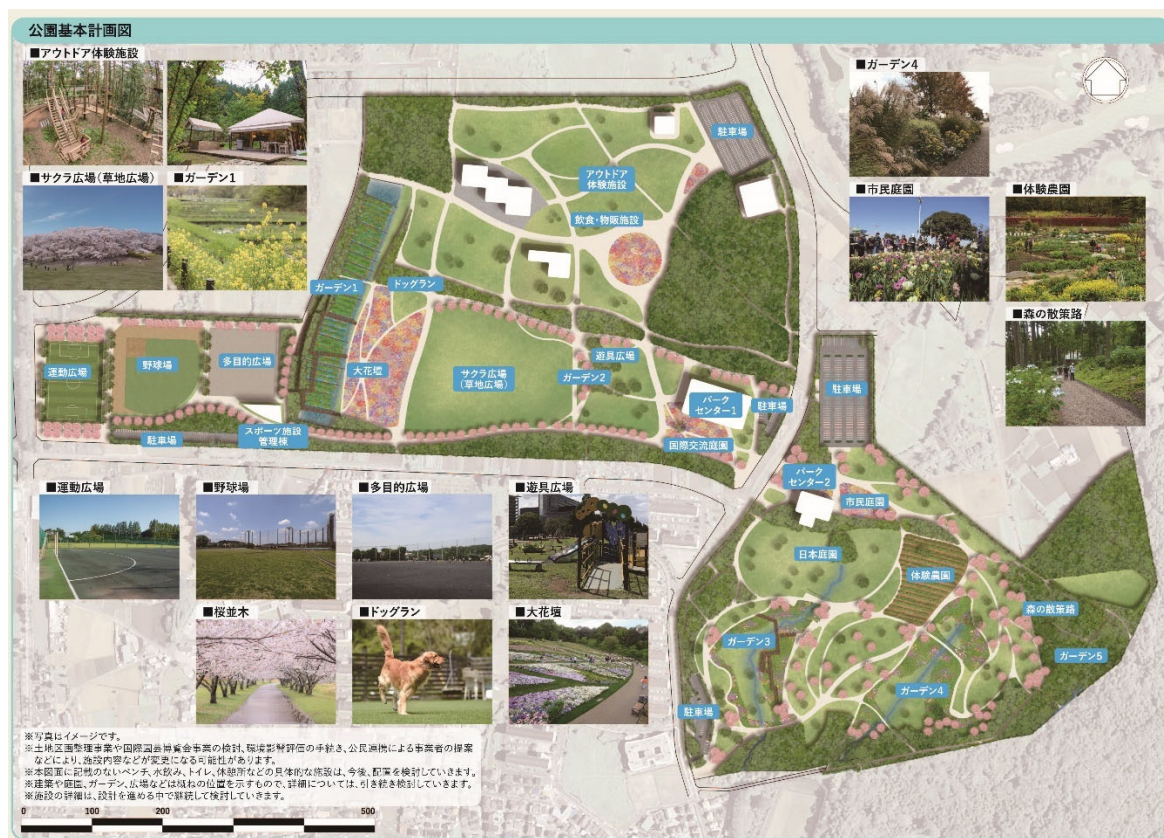 公園基本計画図
■アウトドア体験施設
■サクラ広場(草地広場)
■ガーデン1
■ガーデン4
■市民庭園
■体験農園
■森の散策路
駐車場
アウトドア
体験施設
飲食・物販施設
ガーデン1
ドッグラン
運動広場
野球場
多目的広場
大花壇
サクラ広場
(草地広場)
遊具広場
ガーデン2
パーク
センター1
駐車場
国際交流庭園
駐車場
スポーツ施設
管理棟
駐車場
パーク
センター2
市民庭園
日本庭園
体験農園
森の散策路
ガーデン3
ガーデン5
ガーデン4
駐車場
■運動広場
■野球場
■多目的広場
■遊具広場
■桜並木
■ドッグラン
■大花壇
※写真はイメージです。
※土地区画整理事業や国際園芸博覧会事業の検討、環境影響評価の手続き、公民連携による事業者の提案
などにより、施設内容などが変更になる可能性があります。
※本図面に記載のないベンチ、水飲み、トイレ、休憩所などの具体的な施設は、今後、配置を検討していきます。
※建築や庭園、ガーデン、広場などは概ねの位置を示すもので、詳細については、引き続き検討していきます。
※施設の詳細は、設計を進める中で継続して検討していきます。
0 100 200 500